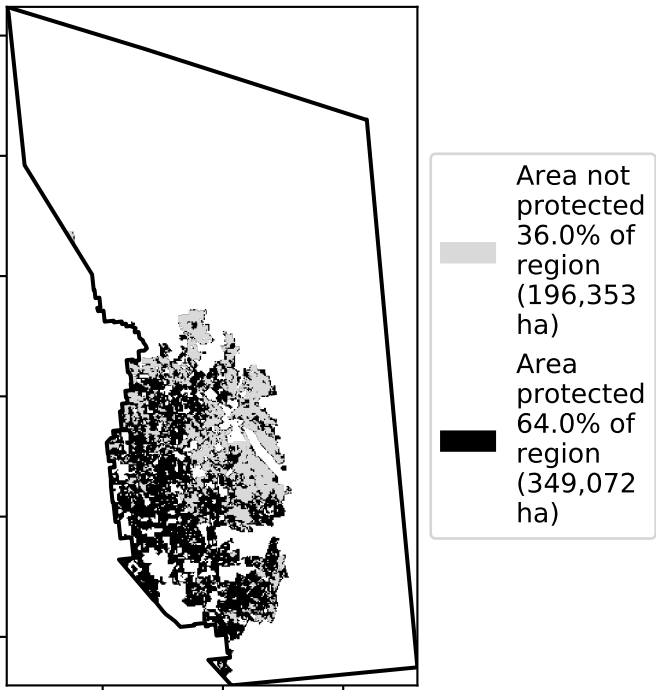 Area not
protected
36.0% of
region
(196,353
ha)
Area
protected
64.0% of
region
(349,072
ha)